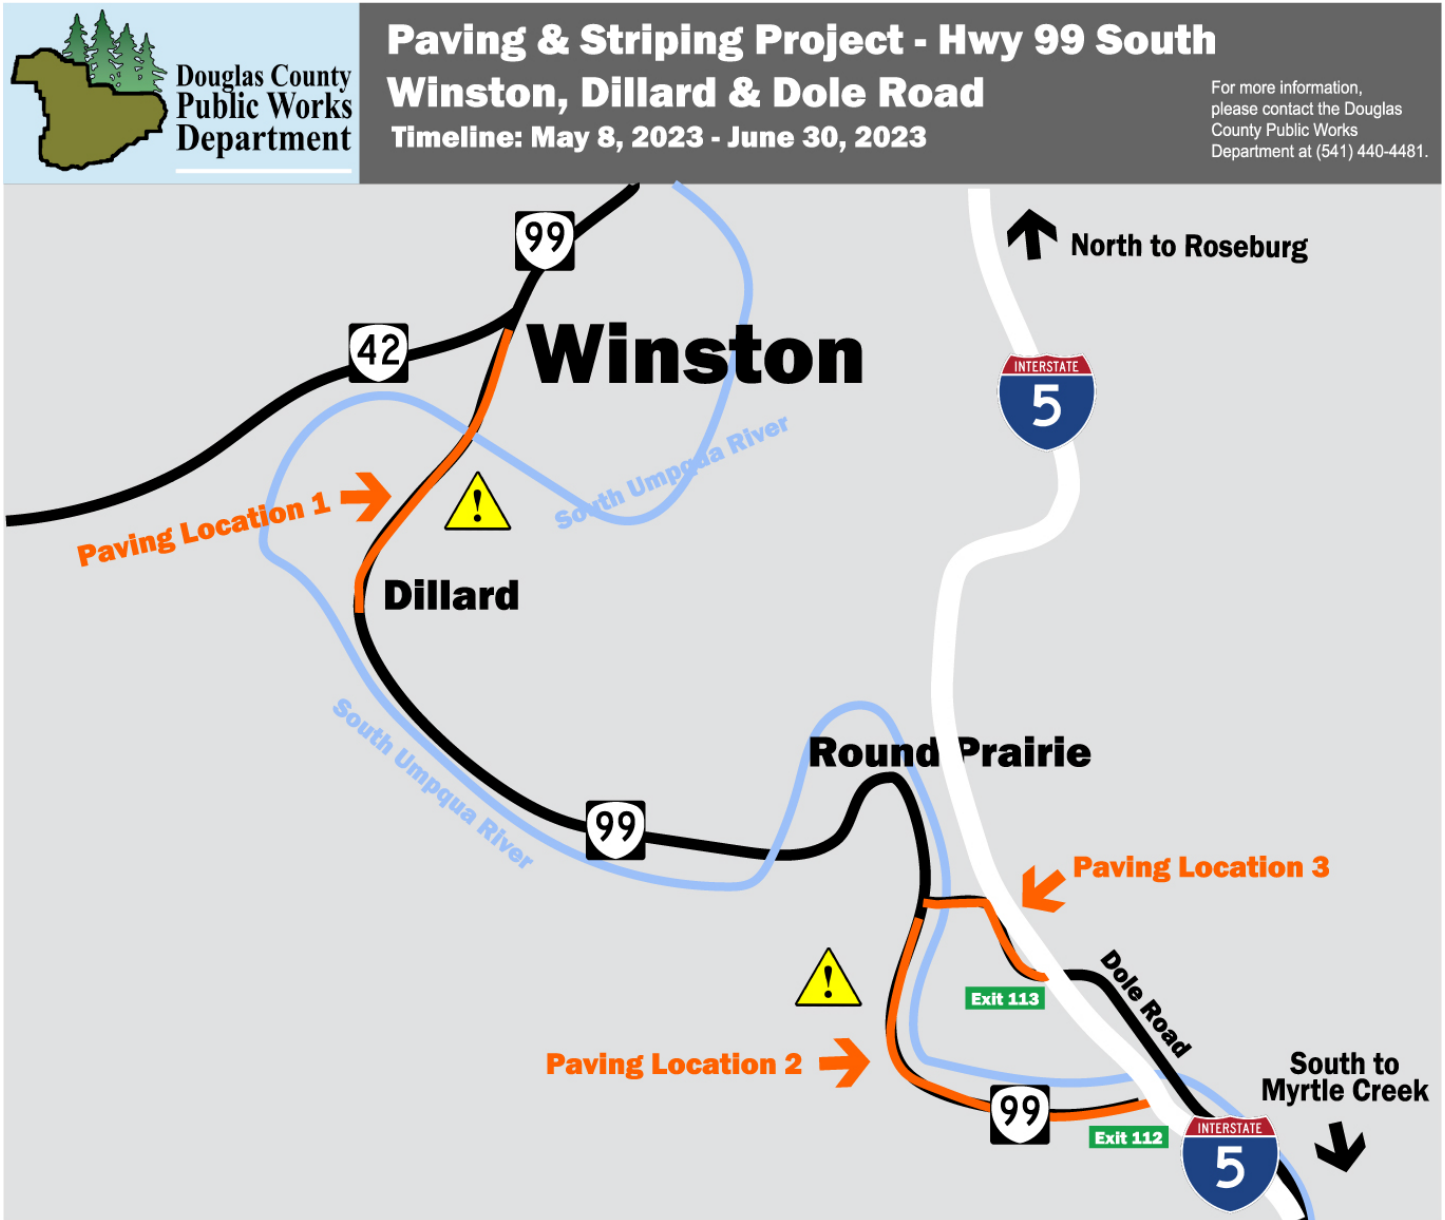 Douglas County
Public Works
Department
Paving & Striping Project - Hwy 99 South
Winston, Dillard & Dole Road
Timeline: May 8, 2023 - June 30, 2023
For more information,
please contact the Douglas
County Public Works
Department at (541) 440-4481.
99
North to Roseburg
42
Winston
INTERSTATE
5
South Umpqua River
Paving Location 1
!
Dillard
South Umpqua River
Round Prairie
99
Paving Location 3
!
Exit 113
Dole Road
Paving Location 2
South to
Myrtle Creek
99
Exit 112
INTERSTATE
5